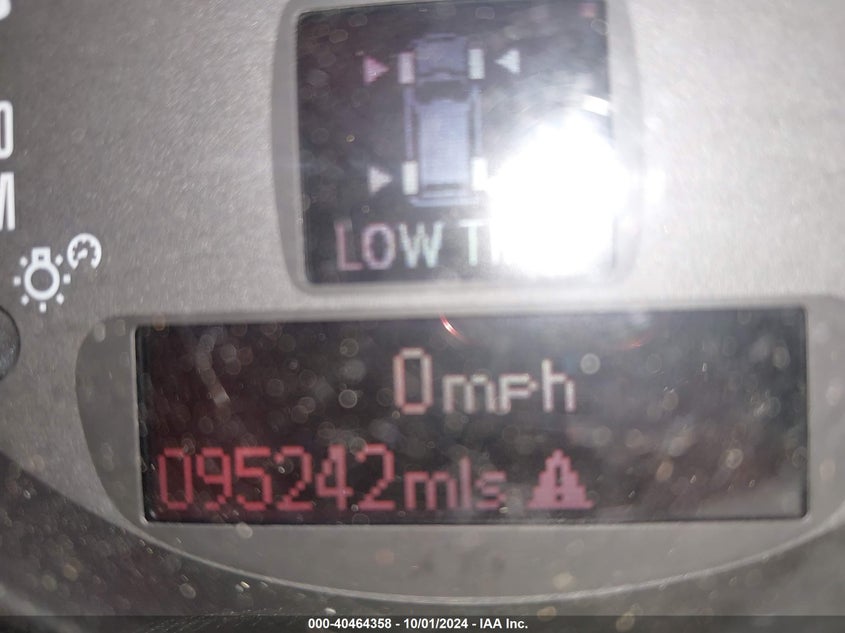 LOW
0mph
095242mls
000-40464358 - 10/01/2024 - IAA Inc.